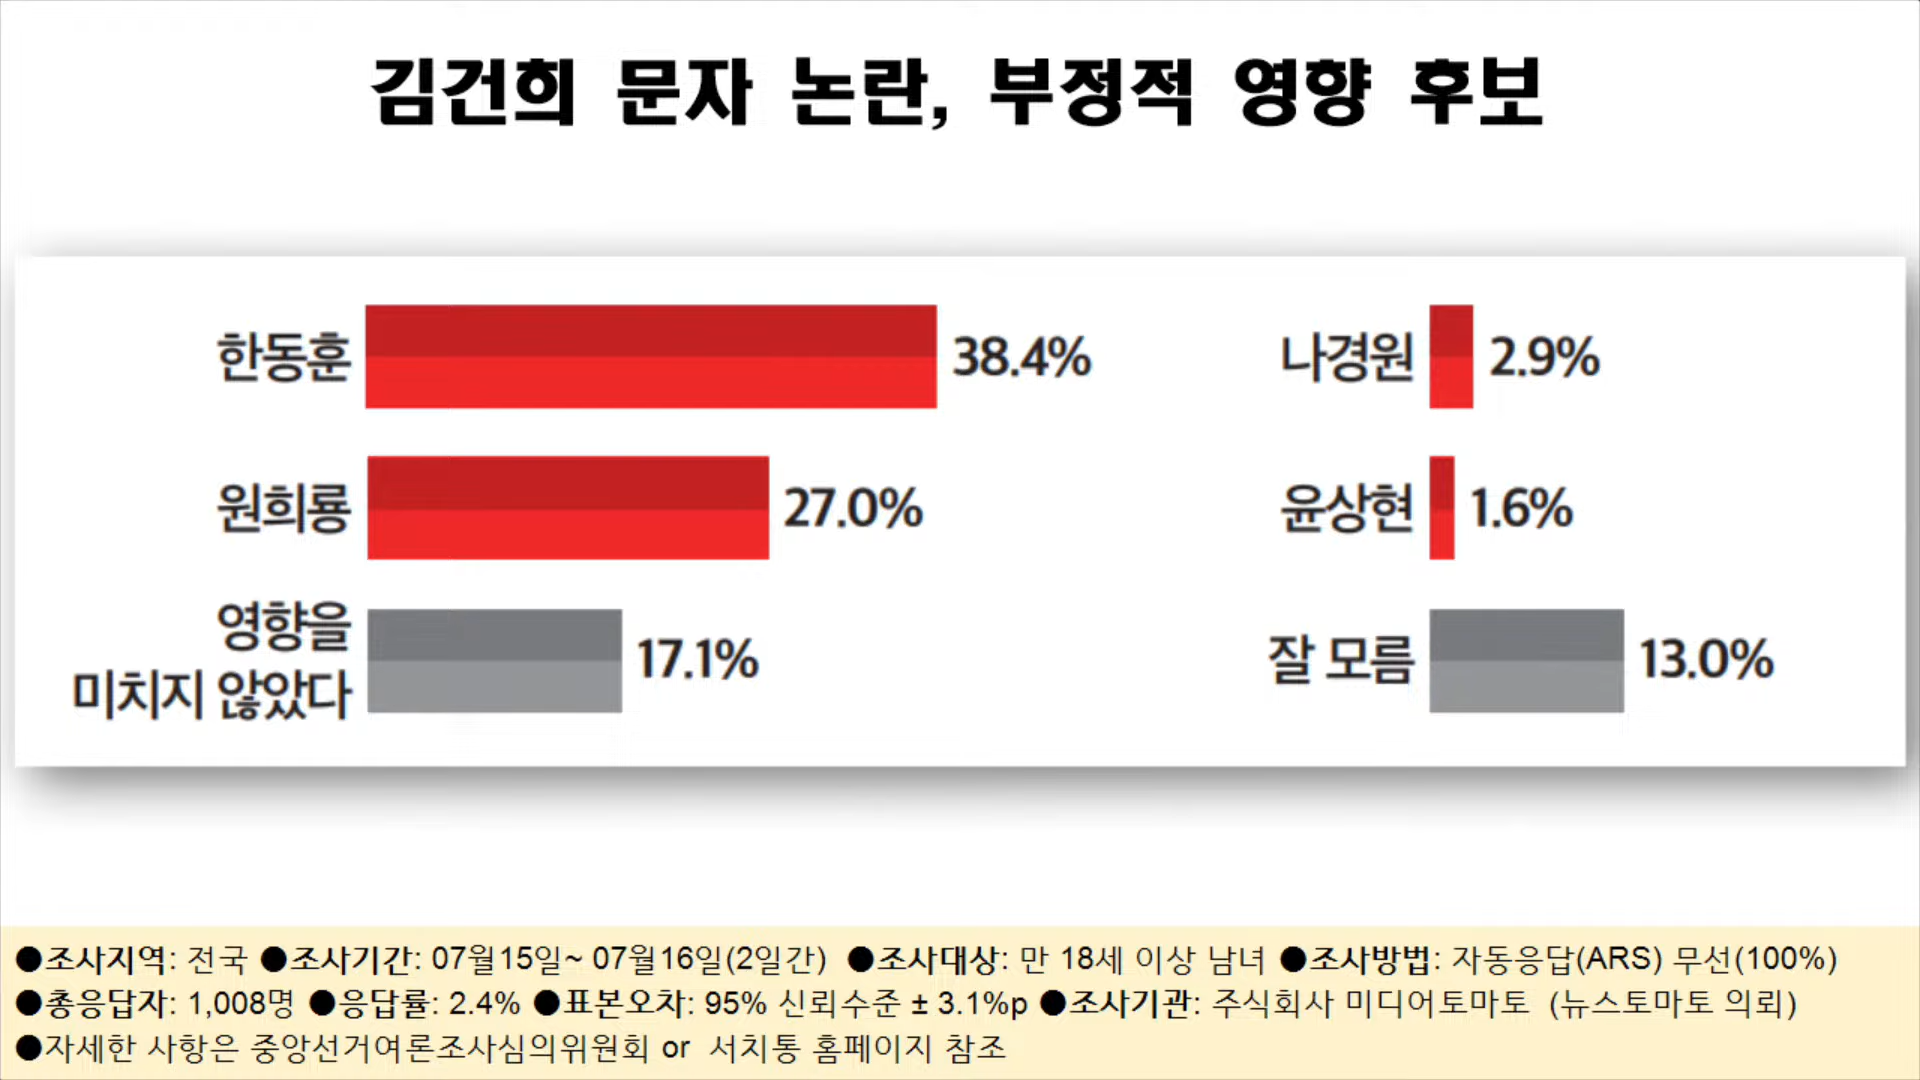 김건희 문자 논란, 부정적 영향 후보
한동훈 38.4%
원희룡 27.0%
영향을
미치지 않았다 17.1%
나경원 2.9%
윤상현 1.6%
잘 모름 13.0%
●조사지역: 전국 ●조사기간: 07월15일~ 07월16일(2일간) ●조사대상: 만 18세 이상 남녀 ●조사방법: 자동응답(ARS) 무선(100%)
●총응답자: 1,008명 ●응답률: 2.4% ●표본오차: 95% 신뢰수준 ± 3.1%p ●조사기관: 주식회사 미디어토마토 (뉴스토마토 의뢰)
●자세한 사항은 중앙선거여론조사심의위원회 or 서치통 홈페이지 참조